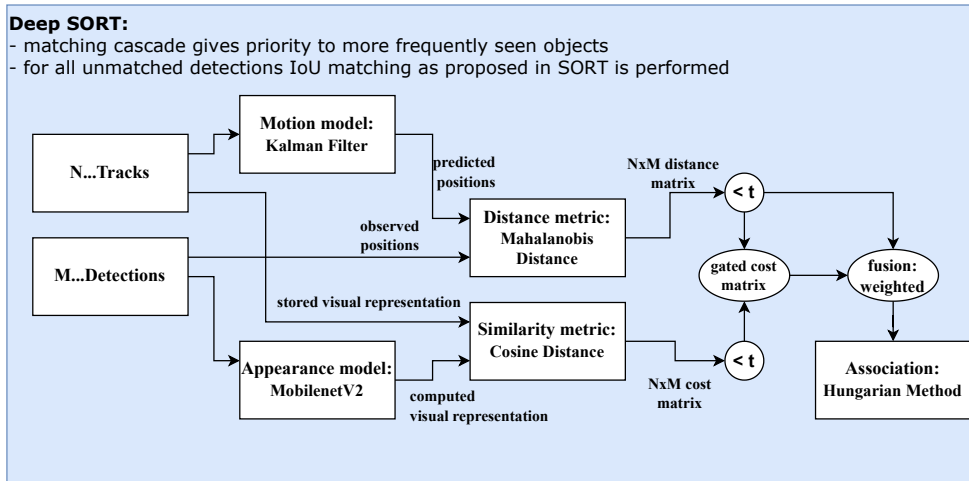 Deep SORT:
- matching cascade gives priority to more frequently seen objects
- for all unmatched detections IoU matching as proposed in SORT is performed
Motion model:
Kalman Filter
N...Tracks
predicted
positions
NxM distance
matrix
< t
observed
positions
Distance metric:
Mahalanobis
Distance
M...Detections
gated cost
matrix
fusion:
weighted
stored visual representation
Similarity metric:
Cosine Distance
< t
Appearance model:
MobilenetV2
computed
visual representation
NxM cost
matrix
Association:
Hungarian Method